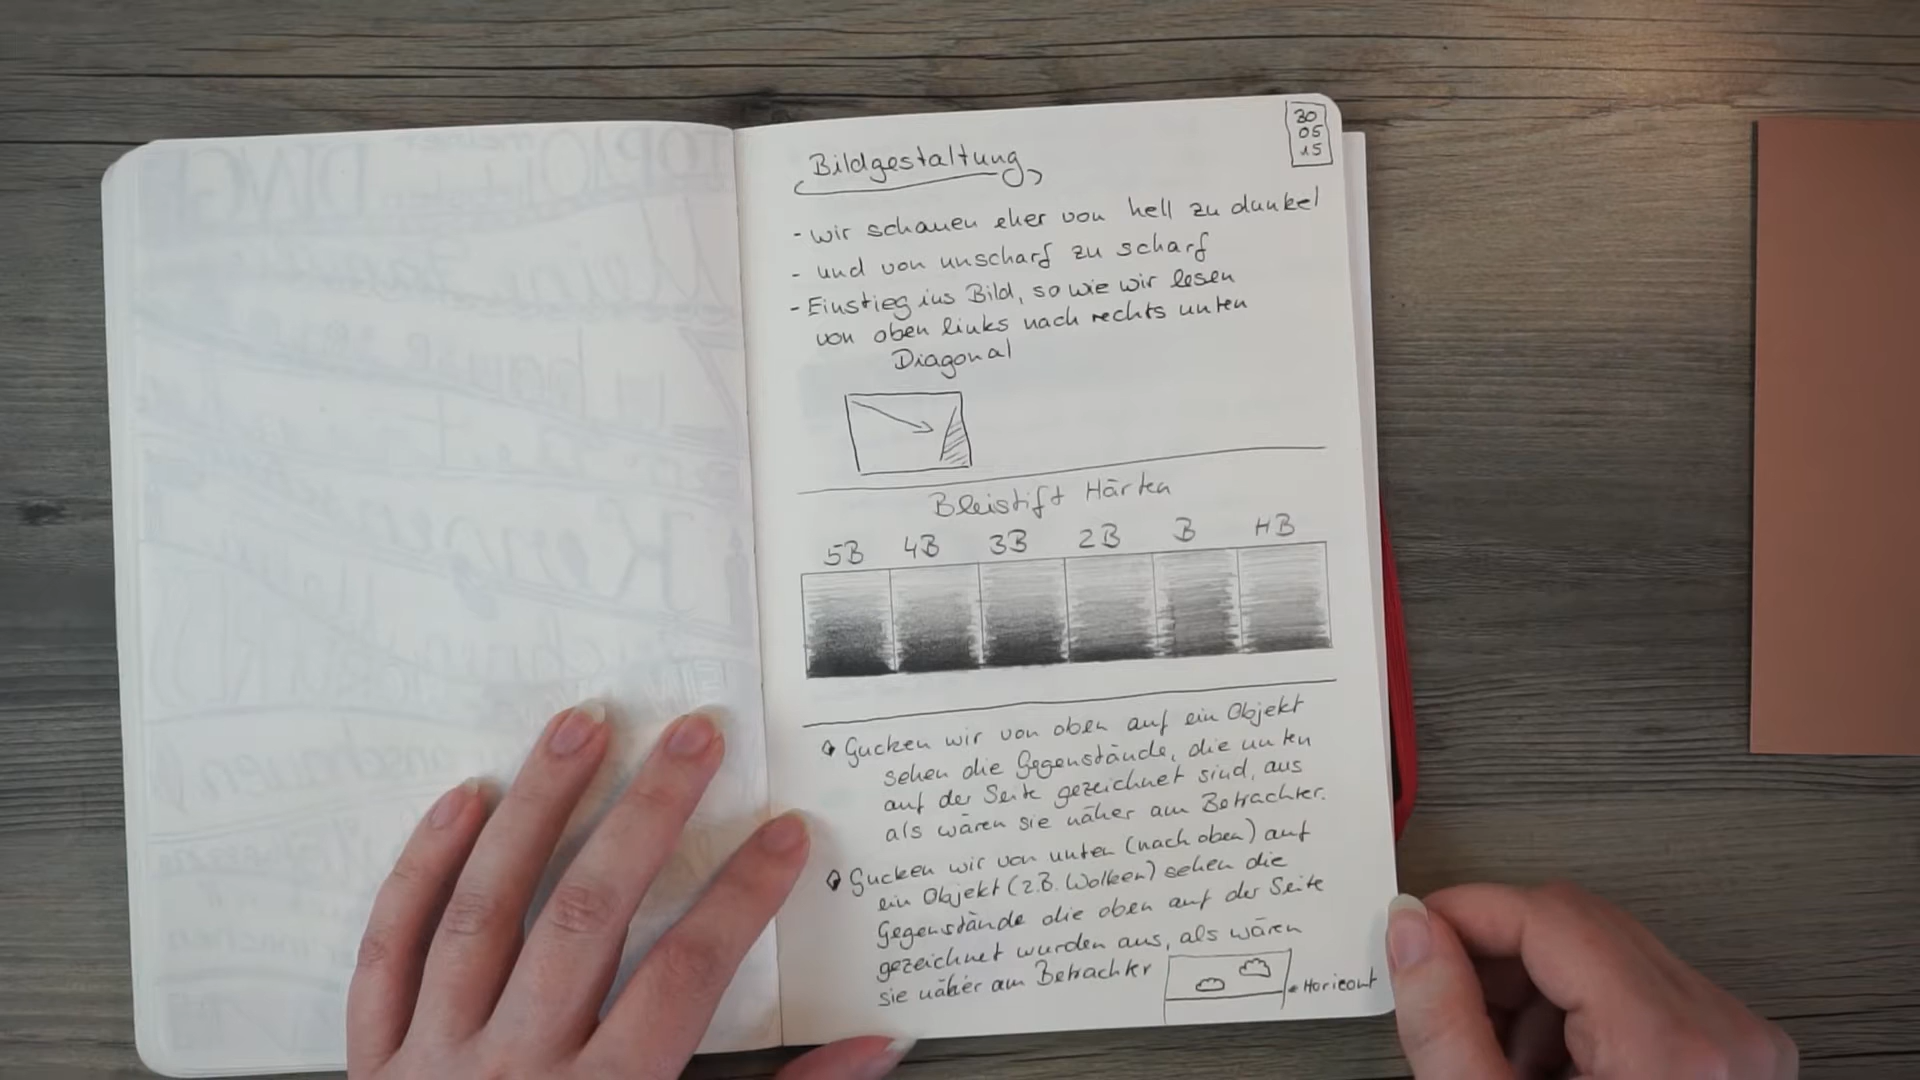 30
05
15
Bildgestaltung
- wir schauen eher von hell zu dunkel
- und von unscharf zu scharf
- Einstieg ins Bild, so wie wir lesen
von oben links nach rechts unten
Diagonal
Bleistift Härten
5B 4B 3B 2B B HB
Gucken wir von oben auf ein Objekt
sehen die Gegenstände, die unten
auf der Seite gezeichnet sind, aus
als wären sie näher am Betrachter.
Gucken wir von unten (nach oben) auf
ein Objekt (z.B. Wolken) sehen die
Gegenstände die oben auf der Seite
gezeichnet wurden aus, als wären
sie näher am Betrachter
Horizont